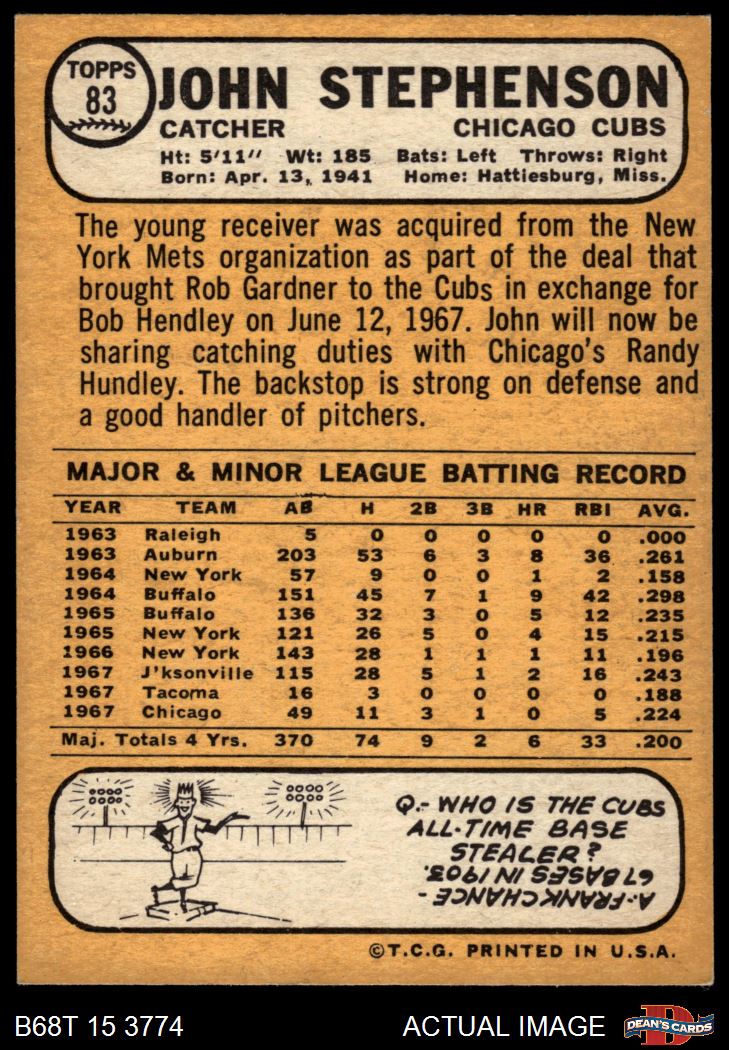 TOPPS
83
JOHN STEPHENSON
CATCHER CHICAGO CUBS
Ht: 5'11" Wt: 185 Bats: Left Throws: Right
Born: Apr. 13, 1941 Home: Hattiesburg, Miss.
The young receiver was acquired from the New
York Mets organization as part of the deal that
brought Rob Gardner to the Cubs in exchange for
Bob Hendley on June 12, 1967. John will now be
sharing catching duties with Chicago's Randy
Hundley. The backstop is strong on defense and
a good handler of pitchers.
MAJOR & MINOR LEAGUE BATTING RECORD
YEAR TEAM AB H 2B 3B HR RBI AVG.
1963 Raleigh 5 0 0 0 0 0 .000
1963 Auburn 203 53 6 3 8 36 .261
1964 New York 57 9 0 0 1 2 .158
1964 Buffalo 151 45 7 1 9 42 .298
1965 Buffalo 136 32 3 0 5 12 .235
1965 New York 121 26 5 0 4 15 .215
1966 New York 143 28 1 1 1 11 .196
1967 J'ksonville 115 28 5 1 2 16 .243
1967 Tacoma 16 3 0 0 0 0 .188
1967 Chicago 49 11 3 1 0 5 .224
Maj. Totals 4 Yrs. 370 74 9 2 6 33 .200
Q.- WHO IS THE CUBS
ALL-TIME BASE
STEALER?
A.- FRANK CHANCE -
67 BASES IN 1903.
©T.C.G. PRINTED IN U.S.A.
B68T 15 3774 ACTUAL IMAGE
D
DEAN'S CARDS